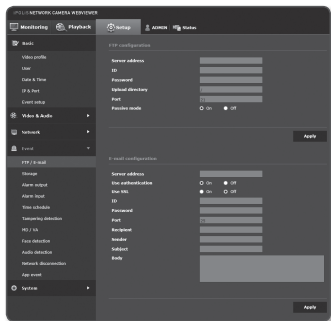 iPOLiS NETWORK CAMERA WEBVIEWER
Monitoring
Playback
Setup
ADMIN
Status
Basic
Video profile
User
Date & Time
IP & Port
Event setup
Video & Audio
Network
Event
FTP / E-mail
Storage
Alarm output
Alarm input
Time schedule
Tampering detection
MD / VA
Face detection
Audio detection
Network disconnection
App event
System
FTP configuration
Server address
ID
Password
Upload directory
Port
Passive mode
On
Off
Apply
E-mail configuration
Server address
Use authentication
On
Off
Use SSL
On
Off
ID
Password
Port
Recipient
Sender
Subject
Body
Apply